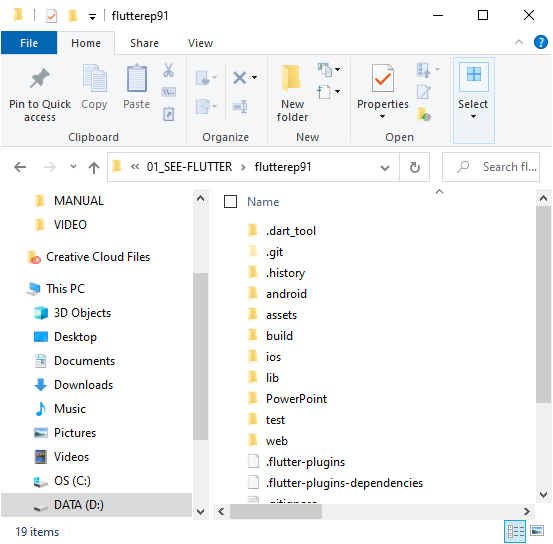 flutterep91
File
Home
Share
View
Pin to Quick access
Copy
Paste
New folder
Properties
Select
Clipboard
Organize
New
Open
« 01_SEE-FLUTTER > flutterep91
Search fl...
MANUAL
VIDEO
Creative Cloud Files
This PC
3D Objects
Desktop
Documents
Downloads
Music
Pictures
Videos
OS (C:)
DATA (D:)
Name
.dart_tool
.git
.history
android
assets
build
ios
lib
PowerPoint
test
web
.flutter-plugins
.flutter-plugins-dependencies
.gitignore
19 items